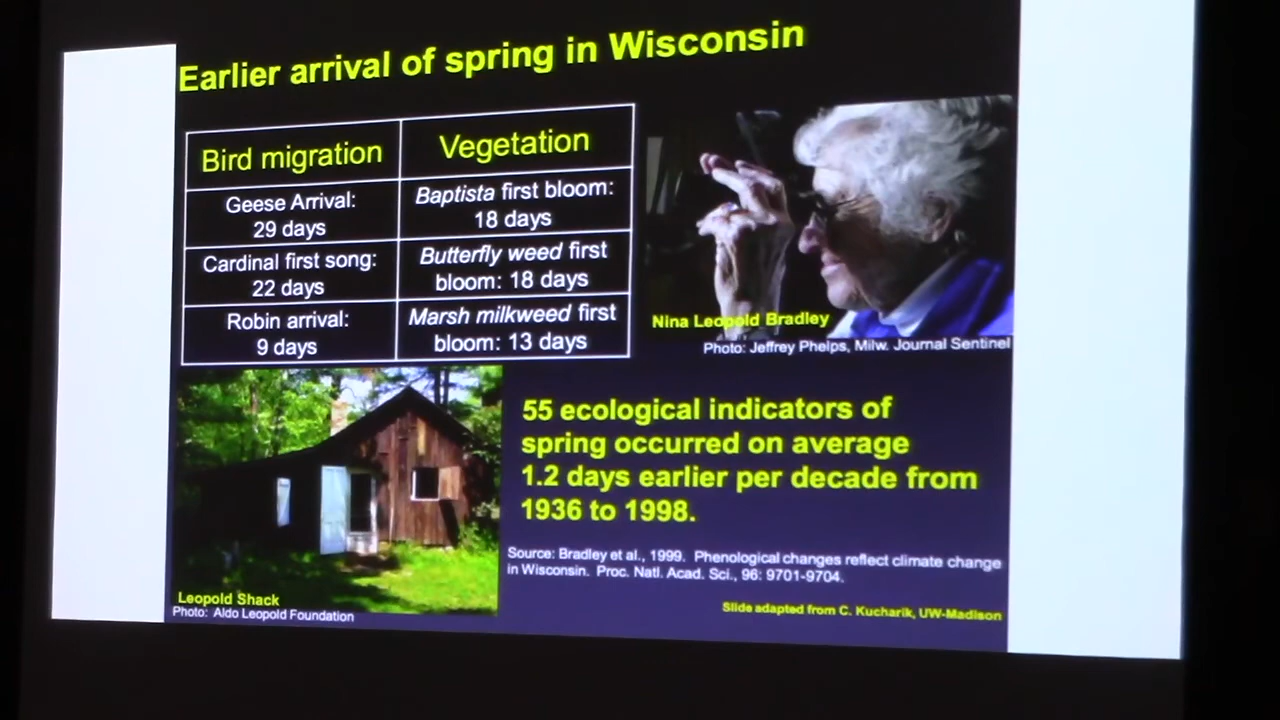 Earlier arrival of spring in Wisconsin
Bird migration
Vegetation
Geese Arrival:
29 days
Baptista first bloom:
18 days
Cardinal first song:
22 days
Butterfly weed first
bloom: 18 days
Robin arrival:
9 days
Marsh milkweed first
bloom: 13 days
Nina Leopold Bradley
Photo: Jeffrey Phelps, Milw. Journal Sentinel
55 ecological indicators of
spring occurred on average
1.2 days earlier per decade from
1936 to 1998.
Source: Bradley et al., 1999. Phenological changes reflect climate change
in Wisconsin. Proc. Natl. Acad. Sci., 96: 9701-9704.
Leopold Shack
Photo: Aldo Leopold Foundation
Slide adapted from C. Kucharik, UW-Madison